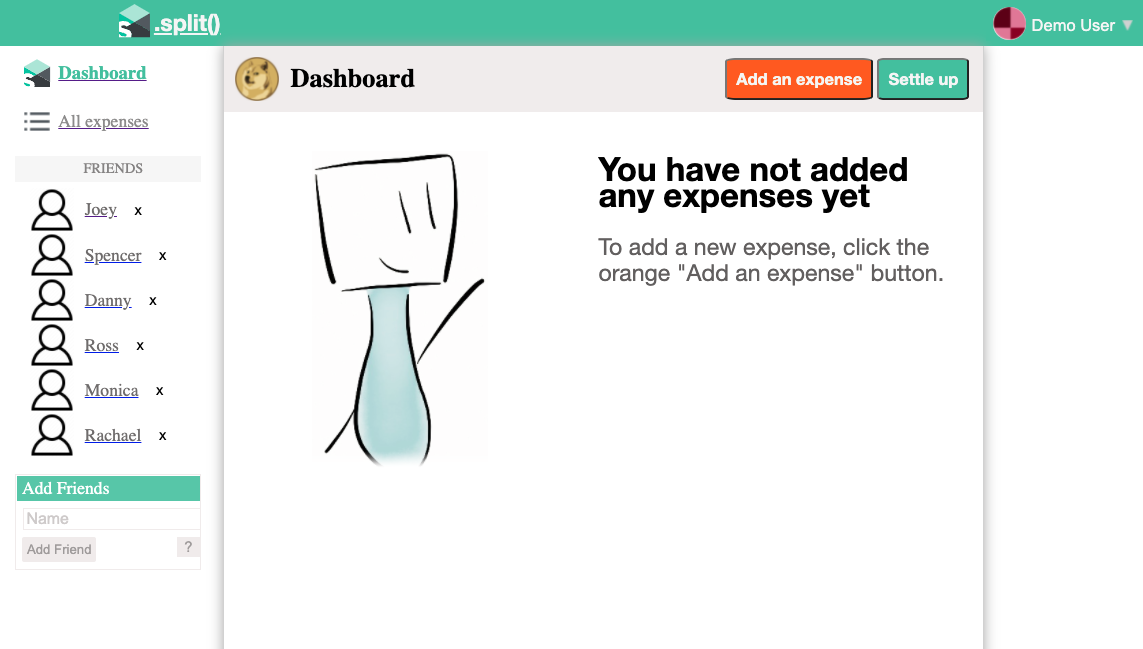 .split()
Demo User ▼
Dashboard
All expenses
FRIENDS
Joey x
Spencer x
Danny x
Ross x
Monica x
Rachael x
Add Friends
Name
Add Friend ?
Dashboard
Add an expense Settle up
You have not added
any expenses yet
To add a new expense, click the
orange "Add an expense" button.